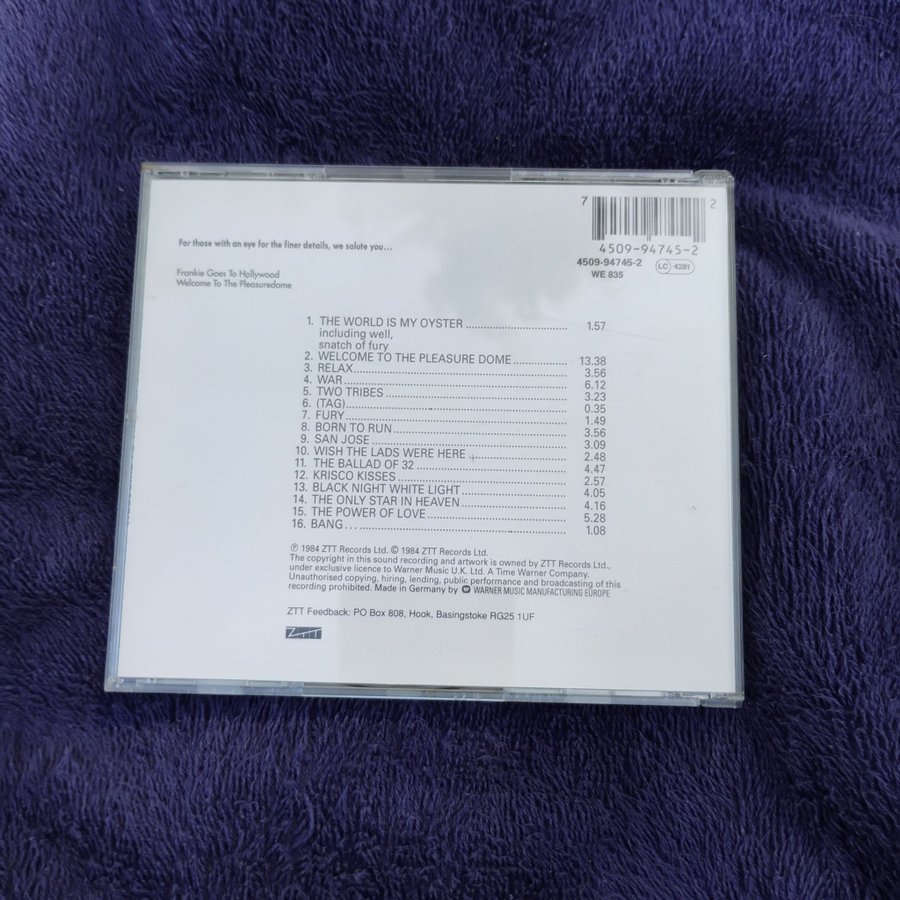 7 2
4509-94745-2
For those with an eye for the finer details, we salute you...
4509-94745-2 LC 4281
WE 835
Frankie Goes To Hollywood
Welcome To The Pleasuredome
1. THE WORLD IS MY OYSTER 1.57
including well,
snatch of fury
2. WELCOME TO THE PLEASURE DOME 13.38
3. RELAX 3.56
4. WAR 6.12
5. TWO TRIBES 3.23
6. (TAG) 0.35
7. FURY 1.49
8. BORN TO RUN 3.56
9. SAN JOSE 3.09
10. WISH THE LADS WERE HERE 2.48
11. THE BALLAD OF 32 4.47
12. KRISCO KISSES 2.57
13. BLACK NIGHT WHITE LIGHT 4.05
14. THE ONLY STAR IN HEAVEN 4.16
15. THE POWER OF LOVE 5.28
16. BANG... 1.08
℗ 1984 ZTT Records Ltd. © 1984 ZTT Records Ltd.
The copyright in this sound recording and artwork is owned by ZTT Records Ltd.,
under exclusive licence to Warner Music U.K. Ltd. A Time Warner Company.
Unauthorised copying, hiring, lending, public performance and broadcasting of this
recording prohibited. Made in Germany by WARNER MUSIC MANUFACTURING EUROPE
ZTT Feedback: PO Box 808, Hook, Basingstoke RG25 1UF
ZTT